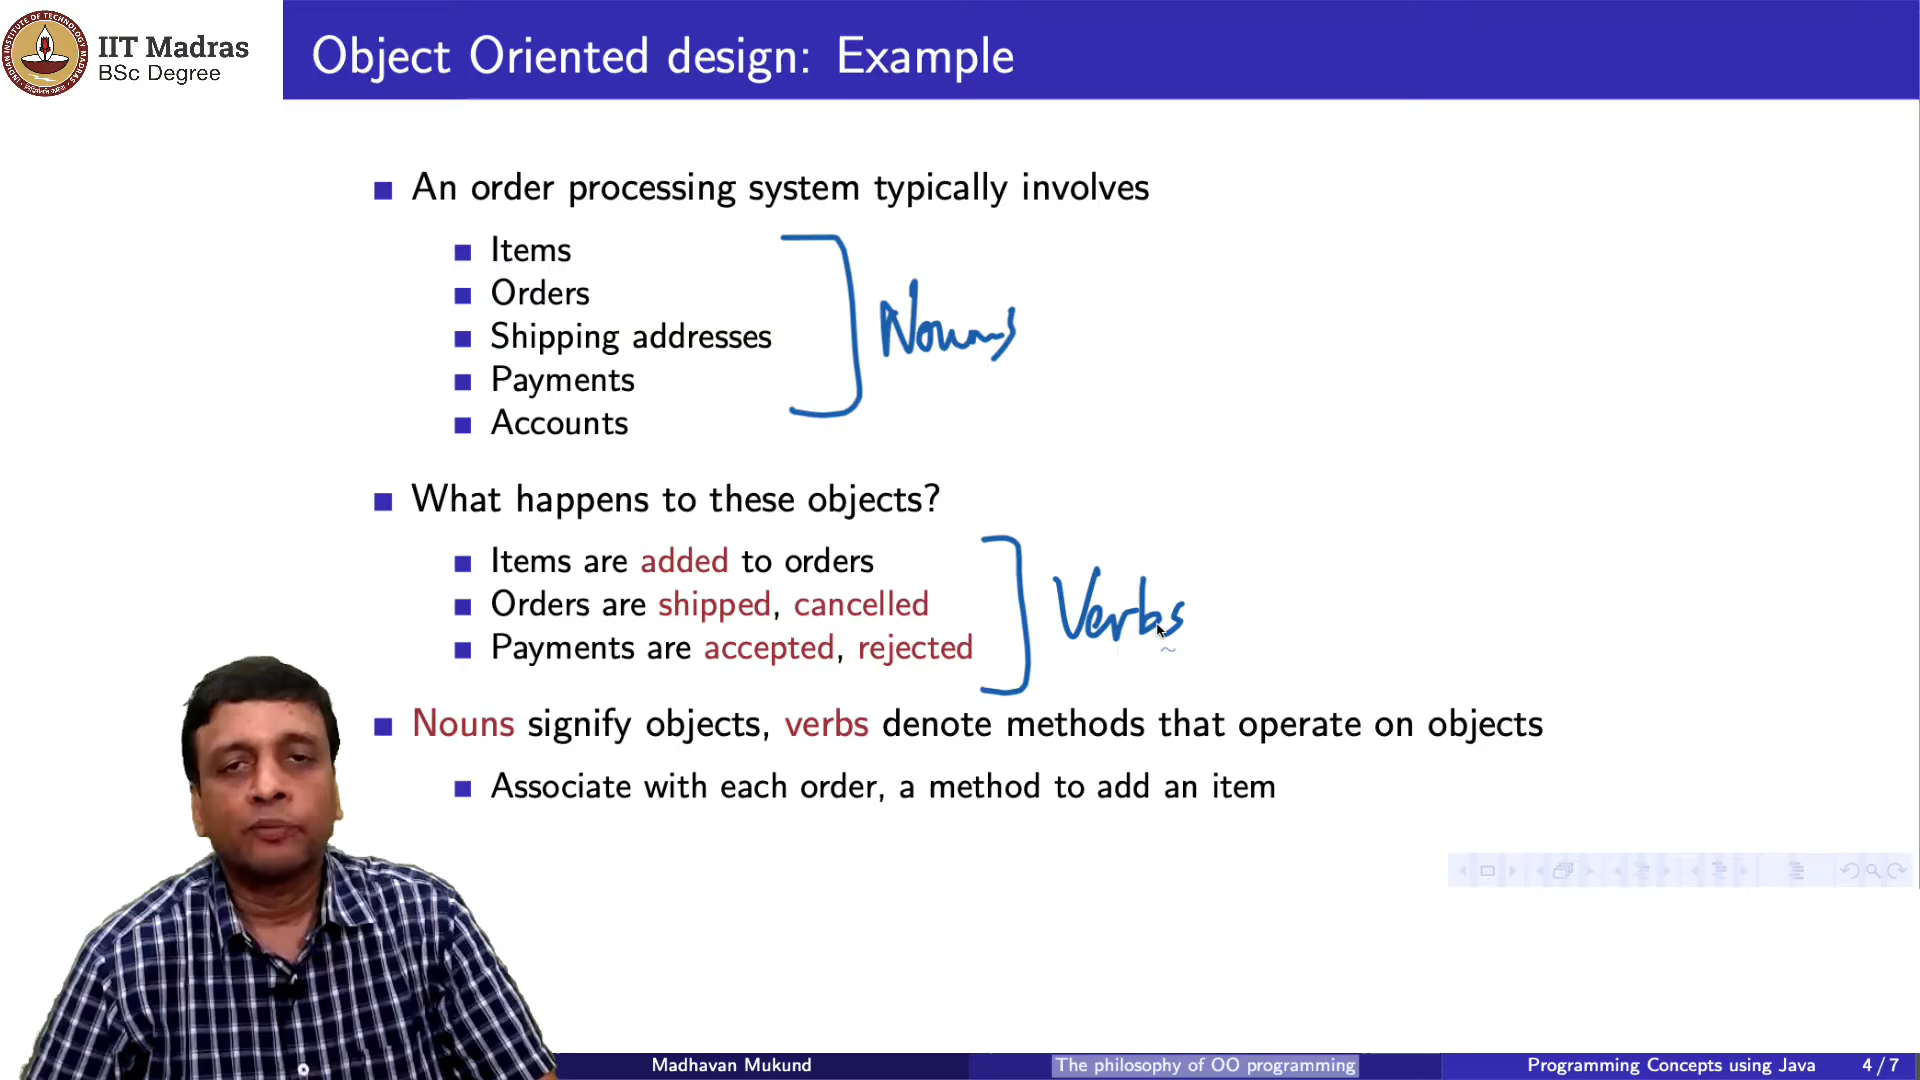 IIT Madras
BSc Degree
Object Oriented design: Example
An order processing system typically involves
Items
Orders
Shipping addresses
Payments
Accounts
Nouns
What happens to these objects?
Items are added to orders
Orders are shipped, cancelled
Payments are accepted, rejected
Verbs
Nouns signify objects, verbs denote methods that operate on objects
Associate with each order, a method to add an item
Madhavan Mukund
The philosophy of OO programming
Programming Concepts using Java
4 / 7